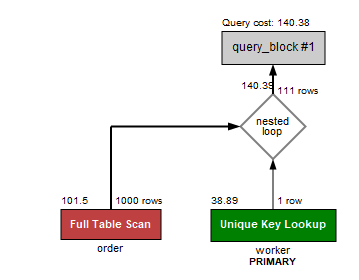 Query cost: 140.38
query_block #1
140.39
111 rows
nested
loop
101.5
1000 rows
38.89
1 row
Full Table Scan
Unique Key Lookup
order
worker
PRIMARY